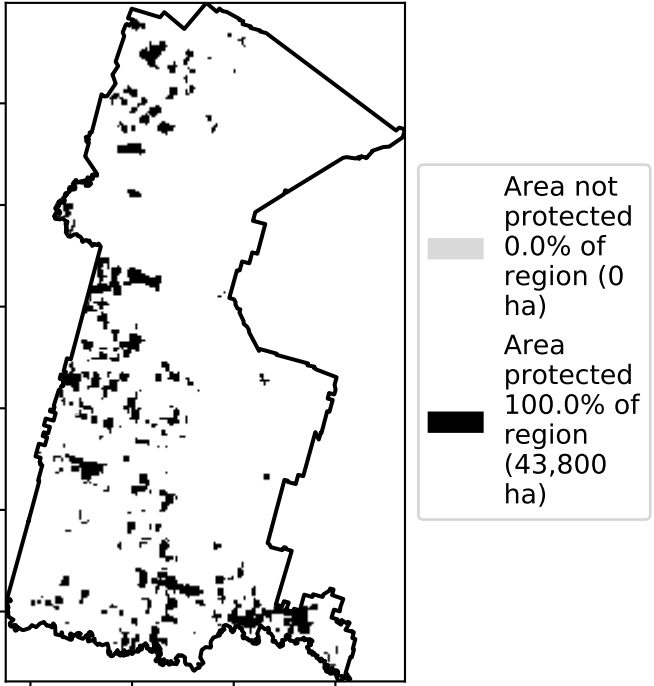 Area not
protected
0.0% of
region (0
ha)
Area
protected
100.0% of
region
(43,800
ha)